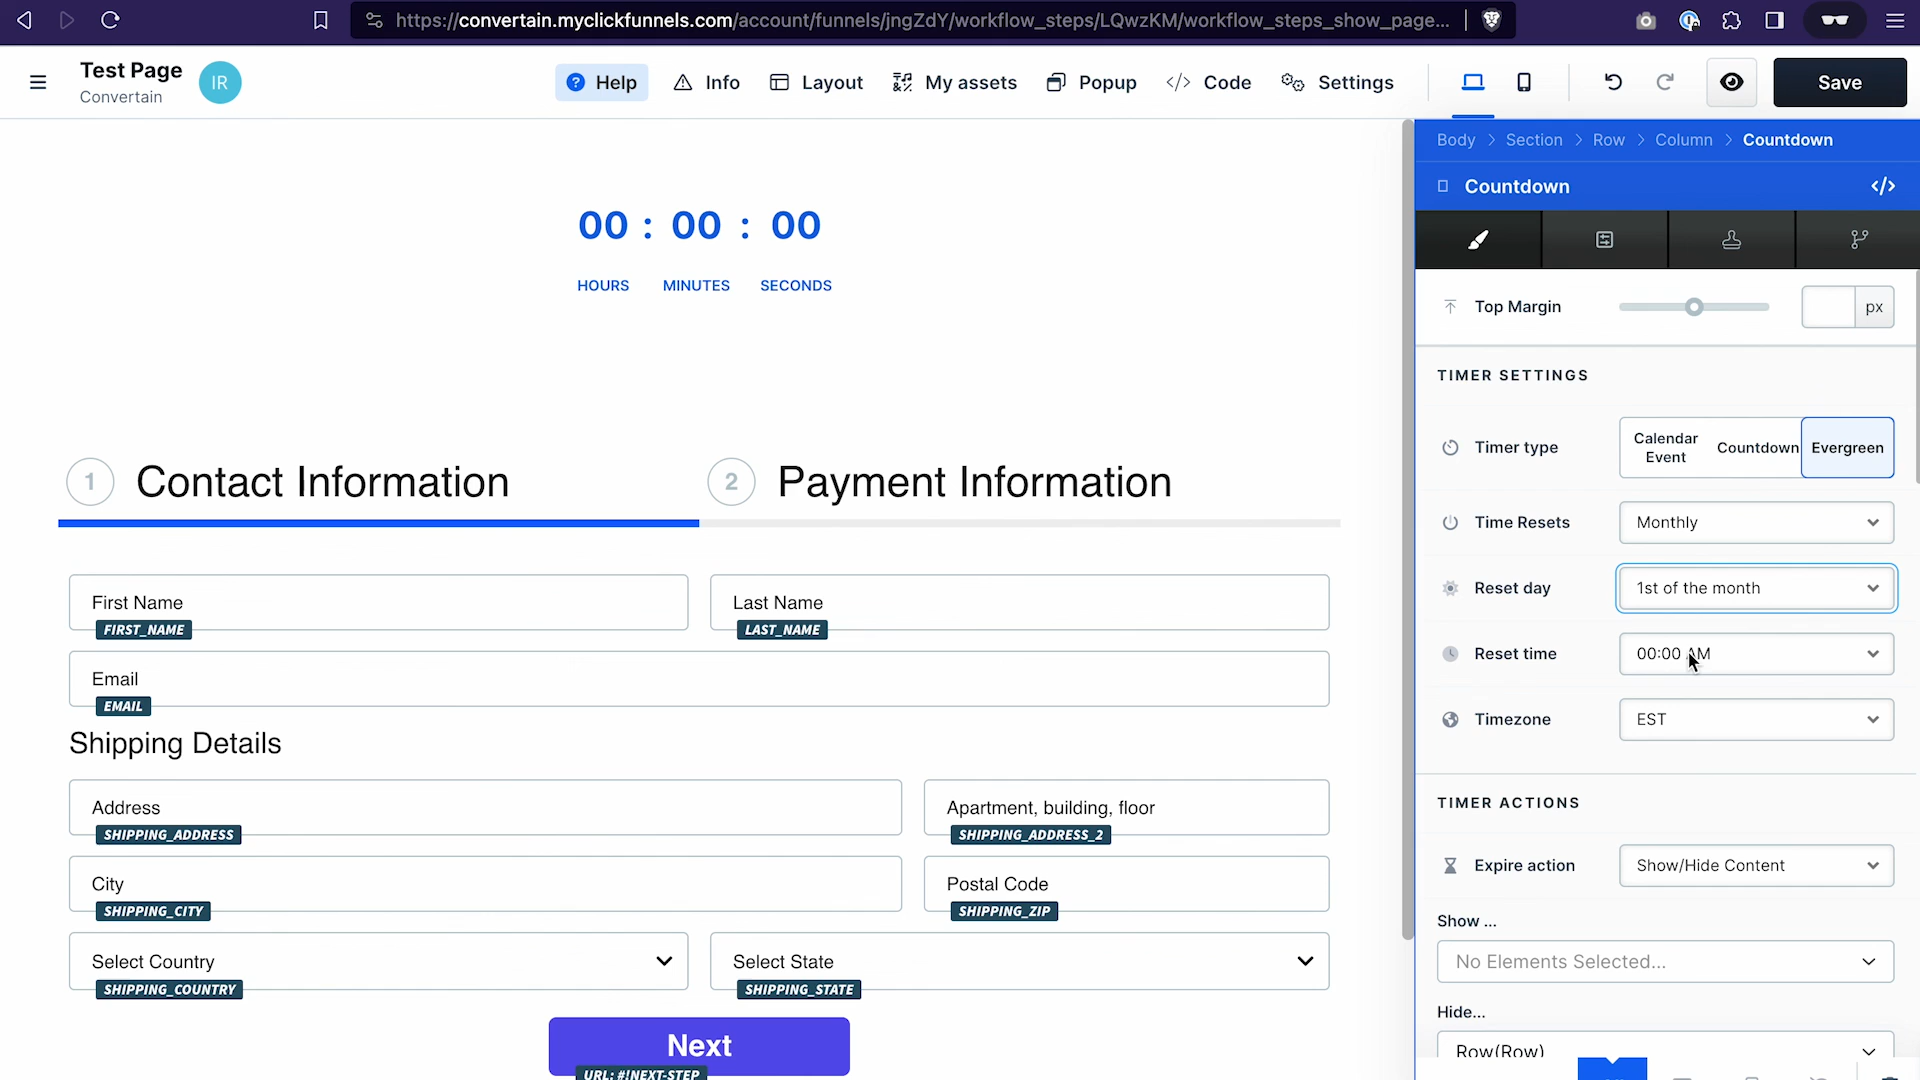 https://convertain.myclickfunnels.com/account/funnels/jngZdY/workflow_steps/LQwzKM/workflow_steps_show_page...
Test Page
Convertain
IR
Help
Info
Layout
My assets
Popup
</> Code
Settings
Save
Body > Section > Row > Column > Countdown
Countdown
</>
00 : 00 : 00
HOURS MINUTES SECONDS
Top Margin
px
TIMER SETTINGS
Timer type
Calendar
Event
Countdown
Evergreen
Time Resets
Monthly
Reset day
1st of the month
Reset time
00:00 AM
Timezone
EST
TIMER ACTIONS
Expire action
Show/Hide Content
Show ...
No Elements Selected...
Hide...
Row(Row)
1 Contact Information
2 Payment Information
First Name
FIRST_NAME
Last Name
LAST_NAME
Email
EMAIL
Shipping Details
Address
SHIPPING_ADDRESS
Apartment, building, floor
SHIPPING_ADDRESS_2
City
SHIPPING_CITY
Postal Code
SHIPPING_ZIP
Select Country
SHIPPING_COUNTRY
Select State
SHIPPING_STATE
Next
URL: #!NEXT-STEP